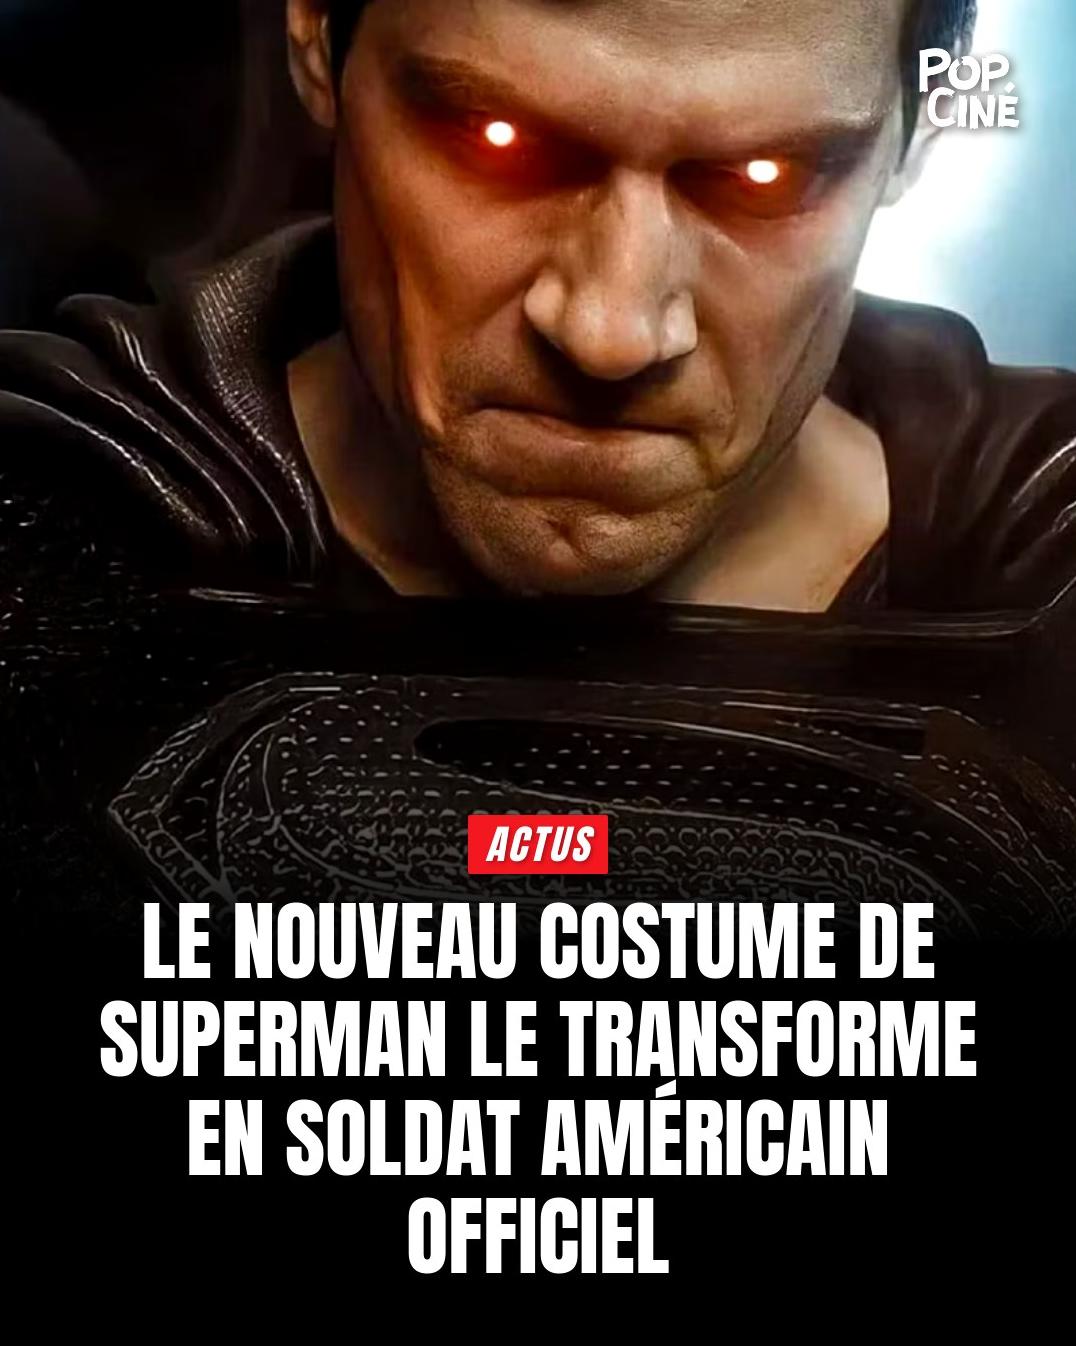 POP.
CINÉ
ACTUS
LE NOUVEAU COSTUME DE
SUPERMAN LE TRANSFORME
EN SOLDAT AMÉRICAIN
OFFICIEL